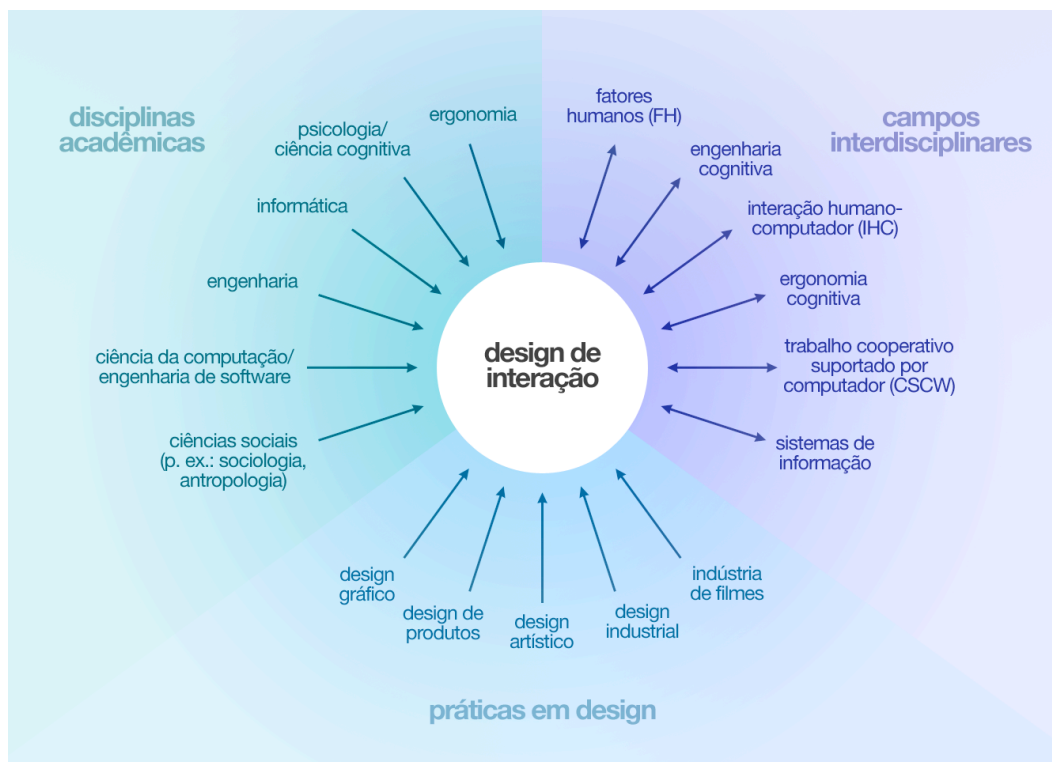 disciplinas
acadêmicas
ergonomia
psicologia/
ciência cognitiva
informática
engenharia
ciência da computação/
engenharia de software
ciências sociais
(p. ex.: sociologia,
antropologia)
fatores
humanos (FH)
campos
interdisciplinares
engenharia
cognitiva
interação humano-
computador (IHC)
ergonomia
cognitiva
trabalho cooperativo
suportado por
computador (CSCW)
sistemas de
informação
design de
interação
design
gráfico
design de
produtos
design
artístico
design
industrial
indústria
de filmes
práticas em design